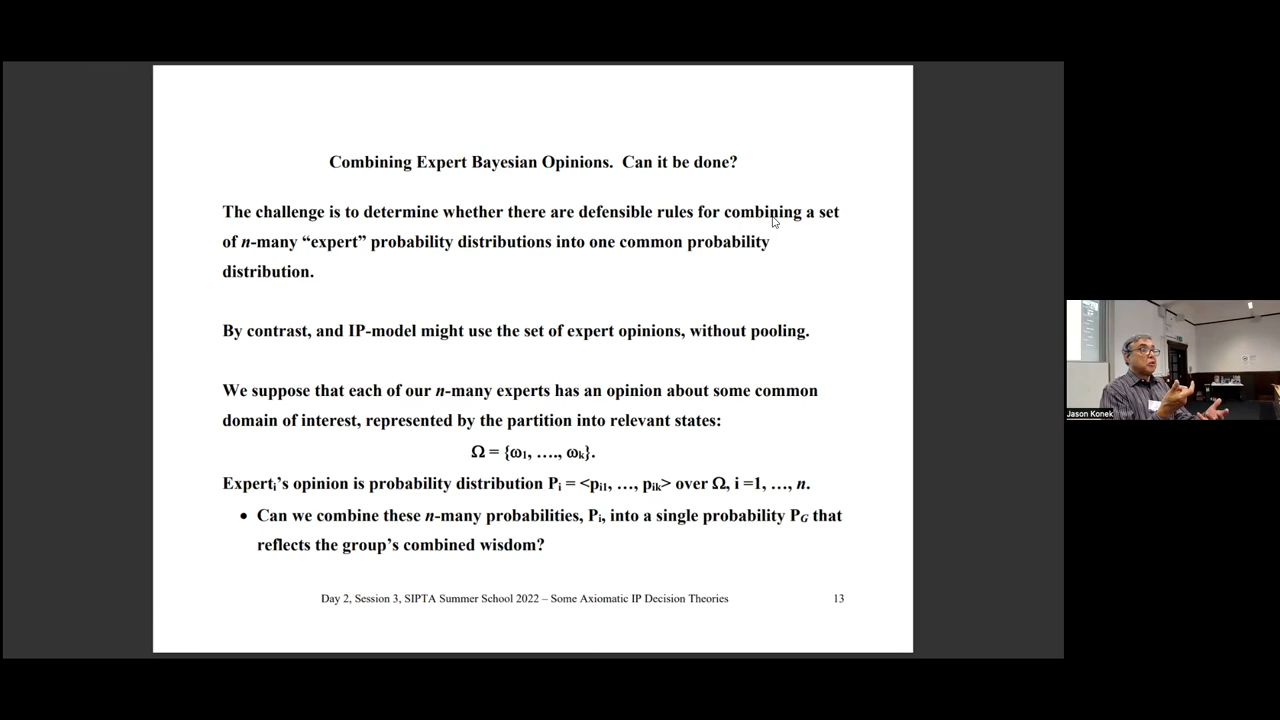 Combining Expert Bayesian Opinions.  Can it be done?
The challenge is to determine whether there are defensible rules for combining a set
of n-many “expert” probability distributions into one common probability
distribution.
By contrast, and IP-model might use the set of expert opinions, without pooling.
We suppose that each of our n-many experts has an opinion about some common
domain of interest, represented by the partition into relevant states:
Ω = {ω1, …., ωk}.
Experti’s opinion is probability distribution Pi = <pi1, …, pik> over Ω, i =1, …, n.
• Can we combine these n-many probabilities, Pi, into a single probability PG that
reflects the group’s combined wisdom?
Day 2, Session 3, SIPTA Summer School 2022 – Some Axiomatic IP Decision Theories 13
Jason Konek